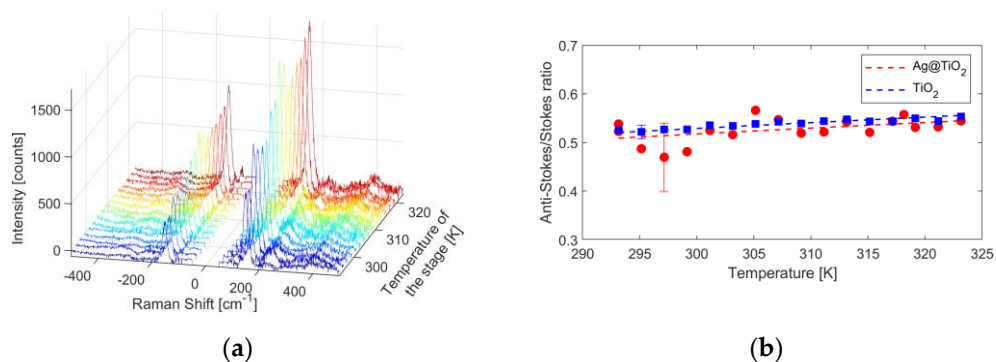 1500
1000
500
0
Intensity [counts]
-400
-200
0
200
400
Raman Shift [cm⁻¹]
300
310
320
Temperature of
the stage [K]
(a)
0.7
0.6
0.5
0.4
0.3
Anti-Stokes/Stokes ratio
Ag@TiO₂
TiO₂
290 295 300 305 310 315 320 325
Temperature [K]
(b)